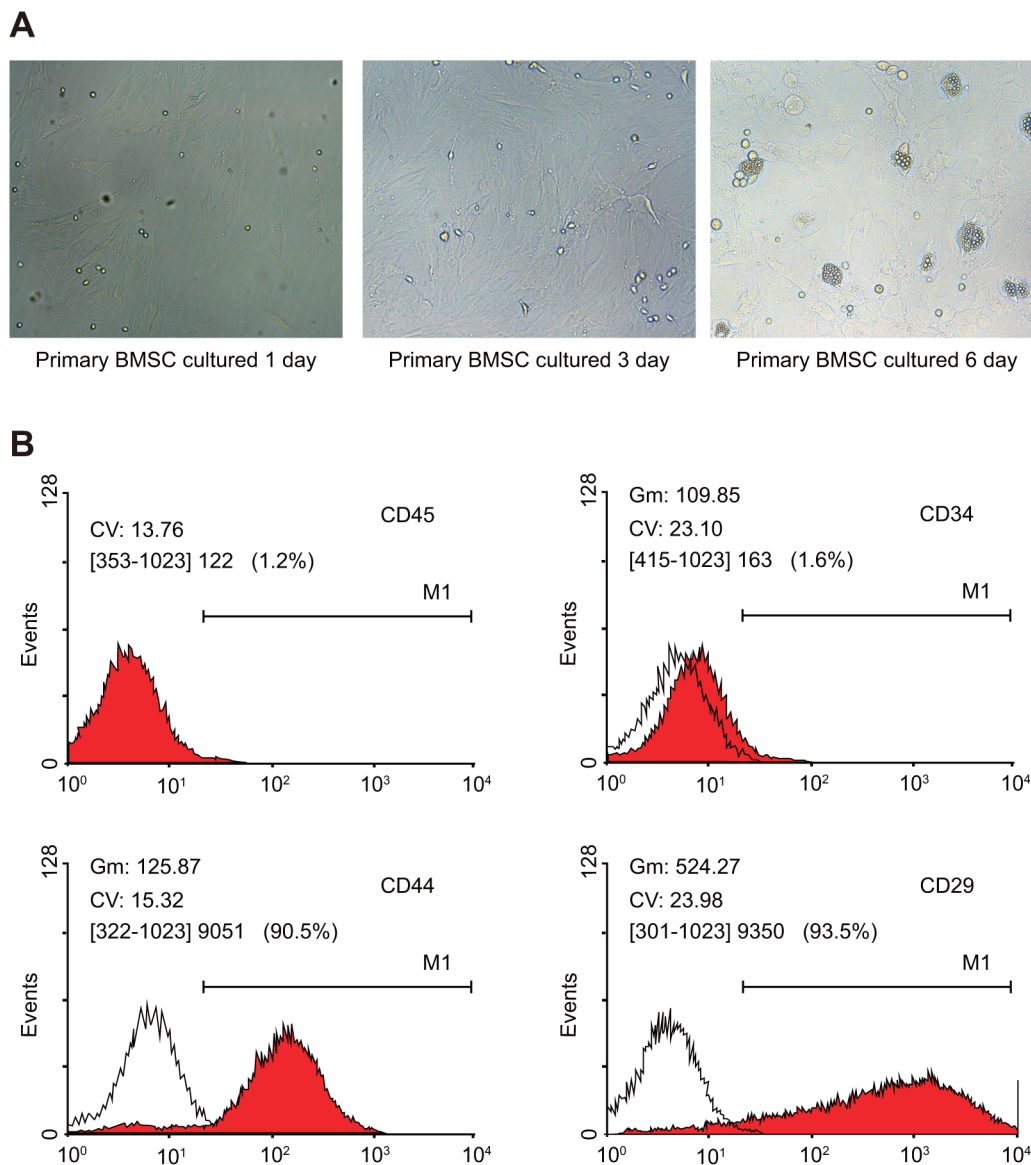 A
Primary BMSC cultured 1 day
Primary BMSC cultured 3 day
Primary BMSC cultured 6 day
B
128
CV: 13.76
[353-1023] 122 (1.2%)
CD45
M1
Events
0
10⁰ 10¹ 10² 10³ 10⁴
128
Gm: 109.85
CV: 23.10
[415-1023] 163 (1.6%)
CD34
M1
Events
0
10⁰ 10¹ 10² 10³ 10⁴
128
Gm: 125.87
CV: 15.32
[322-1023] 9051 (90.5%)
CD44
M1
Events
0
10⁰ 10¹ 10² 10³ 10⁴
128
Gm: 524.27
CV: 23.98
[301-1023] 9350 (93.5%)
CD29
M1
Events
0
10⁰ 10¹ 10² 10³ 10⁴